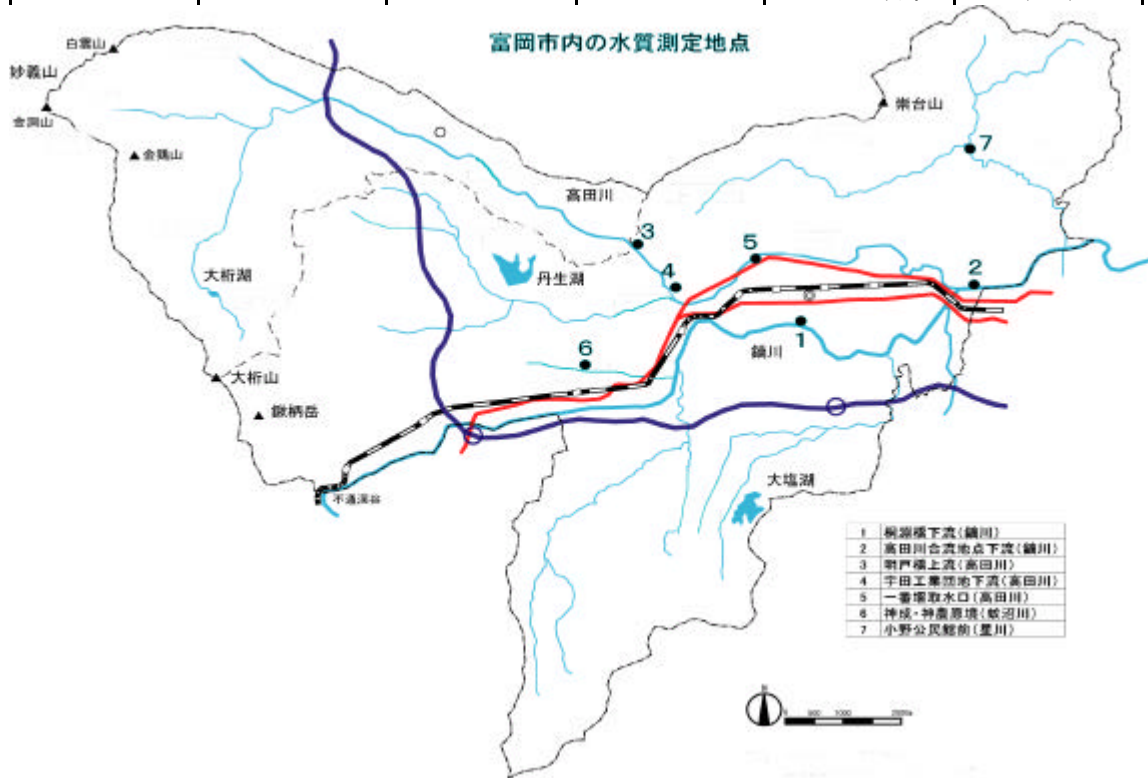 富岡市内の水質測定地点
白雲山
妙義山
金洞山
金鶏山
崇台山
7
高田川
3
5
大桁湖
丹生湖
4
2
1
6
鏑川
大桁山
鍬柄岳
大塩湖
不通渓谷
1 桐淵橋下流(鏑川)
2 高田川合流地点下流(鏑川)
3 明戸橋上流(高田川)
4 宇田工業団地下流(高田川)
5 一番堰取水口(高田川)
6 神成・神農原境(蚊沼川)
7 小野公民館前(星川)
N
0 500 1000 2000m